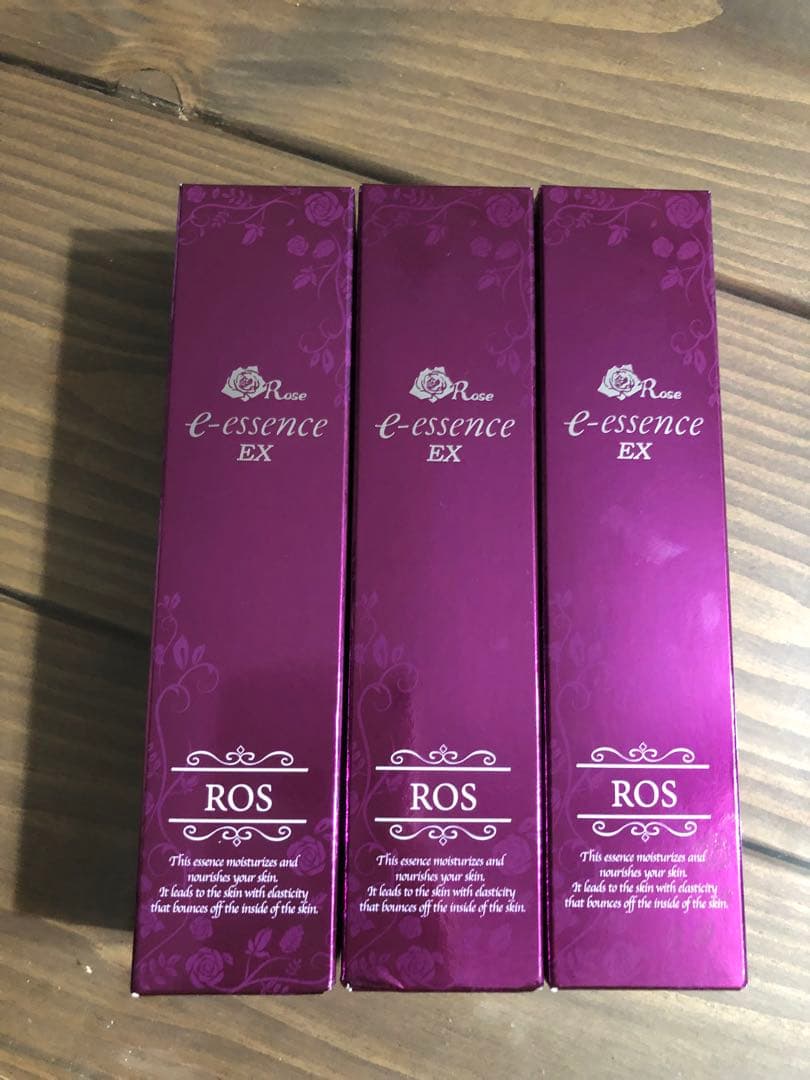 Rose
e-essence
EX
ROS
This essence moisturizes and
nourishes your skin.
It leads to the skin with elasticity
that bounces off the inside of the skin.
Rose
e-essence
EX
ROS
This essence moisturizes and
nourishes your skin.
It leads to the skin with elasticity
that bounces off the inside of the skin.
Rose
e-essence
EX
ROS
This essence moisturizes and
nourishes your skin.
It leads to the skin with elasticity
that bounces off the inside of the skin.